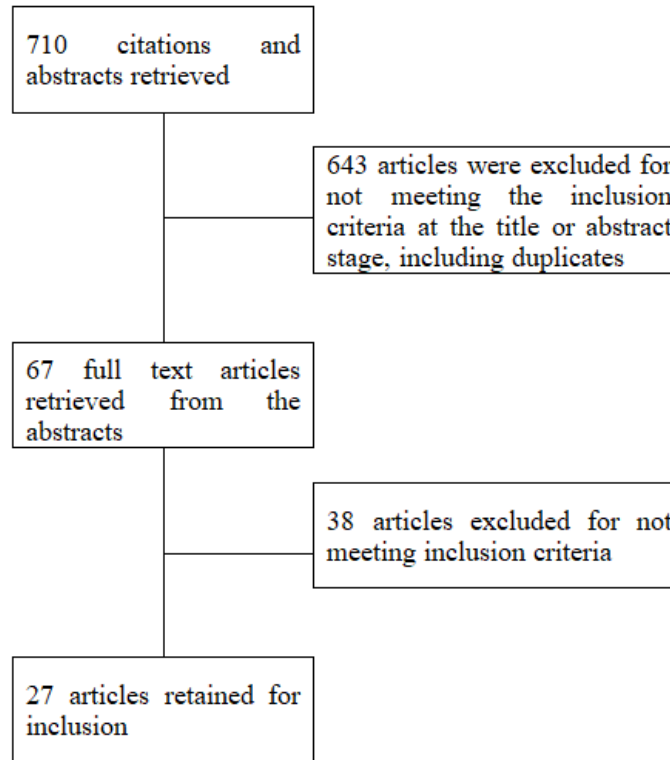 710 citations and
abstracts retrieved
643 articles were excluded for
not meeting the inclusion
criteria at the title or abstract
stage, including duplicates
67 full text articles
retrieved from the
abstracts
38 articles excluded for not
meeting inclusion criteria
27 articles retained for
inclusion